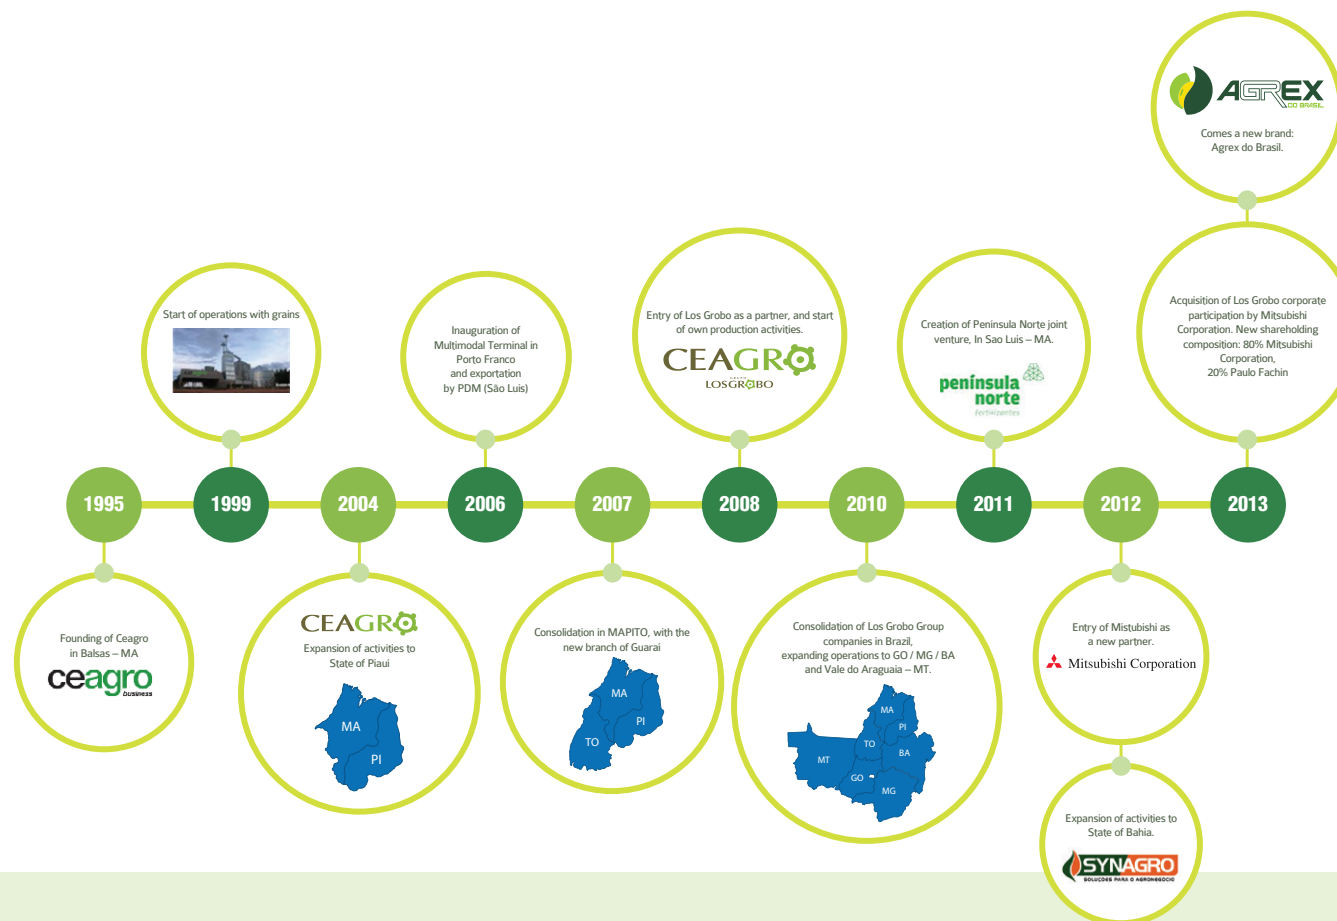 AGREX
DO BRASIL
Comes a new brand:
Agrex do Brasil.
Start of operations with grains
Inauguration of
Multimodal Terminal in
Porto Franco
and exportation
by PDM (São Luis)
Entry of Los Grobo as a partner, and start
of own production activities.
CEAGRO
GRUPO
LOSGROBO
Creation of Peninsula Norte joint
venture, In Sao Luis – MA.
península
norte
fertilizantes
Acquisition of Los Grobo corporate
participation by Mitsubishi
Corporation. New shareholding
composition: 80% Mitsubishi
Corporation,
20% Paulo Fachin
1995
1999
2004
2006
2007
2008
2010
2011
2012
2013
Founding of Ceagro
in Balsas – MA
ceagro
business
CEAGRO
Expansion of activities to
State of Piaui
MA
PI
Consolidation in MAPITO, with the
new branch of Guarai
MA
PI
TO
Consolidation of Los Grobo Group
companies in Brazil,
expanding operations to GO / MG / BA
and Vale do Araguaia – MT.
MA
PI
TO
BA
MT
GO
MG
Entry of Mistubishi as
a new partner.
Mitsubishi Corporation
Expansion of activities to
State of Bahia.
SYNAGRO
SOLUÇÕES PARA O AGRONEGÓCIO